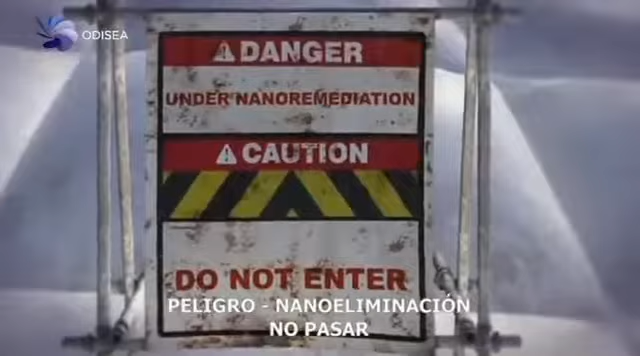 ODISEA
DANGER
UNDER NANOREMEDIATION
CAUTION
DO NOT ENTER
PELIGRO - NANOELIMINACIÓN
NO PASAR